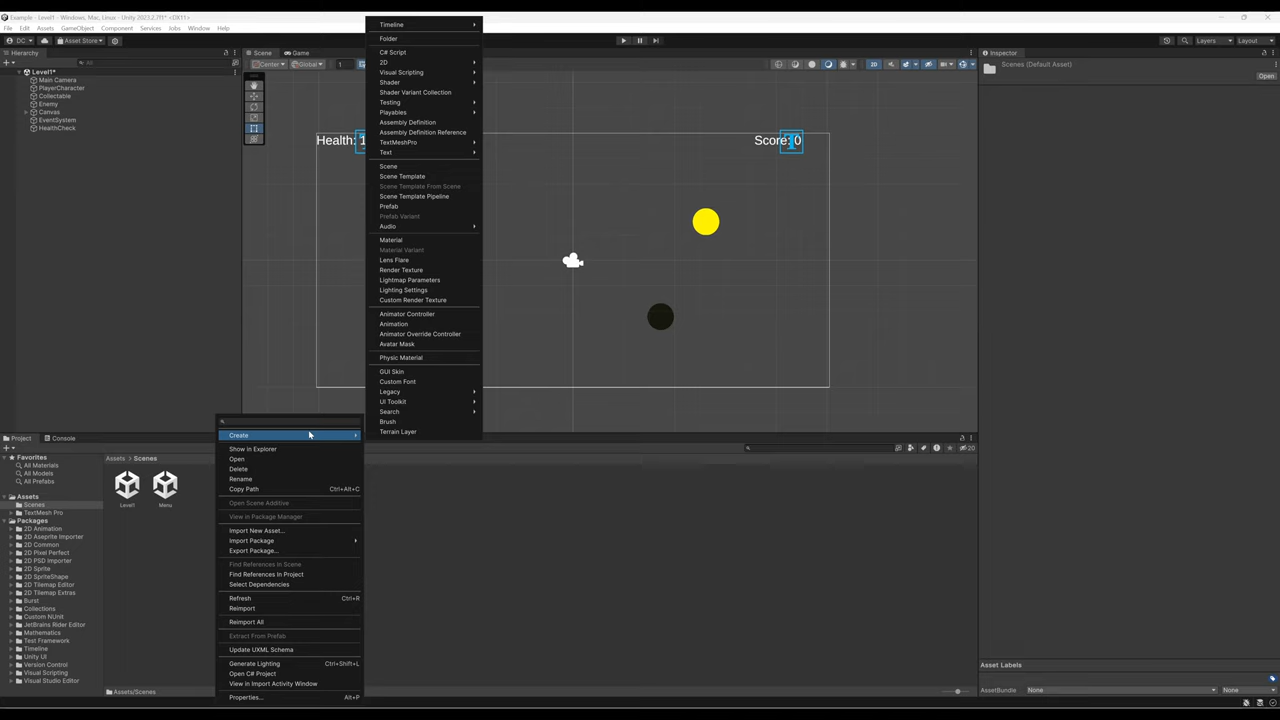 Example - Level1 - Windows, Mac, Linux - Unity 2023.2.7f1* <DX11>
File Edit Assets GameObject Component Services Jobs Window Help
DC Asset Store
Layers Layout
Hierarchy
All
Level1*
Main Camera
PlayerCharacter
Collectable
Enemy
Canvas
EventSystem
HealthCheck
Scene Game
Center Global 1
2D
Health: 1
Score: 0
Timeline
Folder
C# Script
2D
Visual Scripting
Shader
Shader Variant Collection
Testing
Playables
Assembly Definition
Assembly Definition Reference
TextMeshPro
Text
Scene
Scene Template
Scene Template From Scene
Scene Template Pipeline
Prefab
Prefab Variant
Audio
Material
Material Variant
Lens Flare
Render Texture
Lightmap Parameters
Lighting Settings
Custom Render Texture
Animator Controller
Animation
Animator Override Controller
Avatar Mask
Physic Material
GUI Skin
Custom Font
Legacy
UI Toolkit
Search
Brush
Terrain Layer
Create
Show in Explorer
Open
Delete
Rename
Copy Path Ctrl+Alt+C
Open Scene Additive
View in Package Manager
Import New Asset...
Import Package
Export Package...
Find References In Scene
Find References In Project
Select Dependencies
Refresh Ctrl+R
Reimport
Reimport All
Extract From Prefab
Update UXML Schema
Generate Lighting Ctrl+Shift+L
Open C# Project
View in Import Activity Window
Properties... Alt+P
Inspector
Scenes (Default Asset)
Open
Asset Labels
AssetBundle None None
Project Console
20
Favorites
All Materials
All Models
All Prefabs
Assets
Scenes
TextMesh Pro
Packages
2D Animation
2D Aseprite Importer
2D Common
2D Pixel Perfect
2D PSD Importer
2D Sprite
2D SpriteShape
2D Tilemap Editor
2D Tilemap Extras
Burst
Collections
Custom NUnit
JetBrains Rider Editor
Mathematics
Test Framework
Timeline
Unity UI
Version Control
Visual Scripting
Visual Studio Editor
Assets > Scenes
Level1 Menu
Assets/Scenes